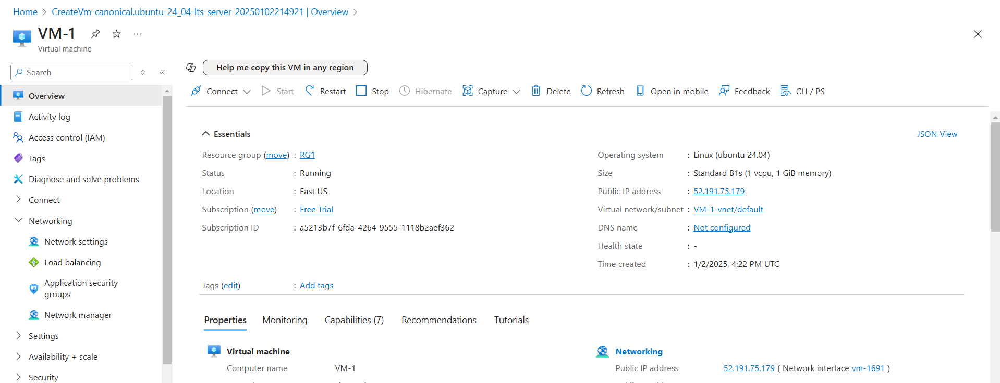 Home > CreateVm-canonical.ubuntu-24_04-lts-server-20250102214921 | Overview >
VM-1
Virtual machine
Search
Overview
Activity log
Access control (IAM)
Tags
Diagnose and solve problems
Connect
Networking
Network settings
Load balancing
Application security
groups
Network manager
Settings
Availability + scale
Security
Help me copy this VM in any region
Connect Start Restart Stop Hibernate Capture Delete Refresh Open in mobile Feedback CLI / PS
Essentials
JSON View
Resource group (move) : RG1
Status : Running
Location : East US
Subscription (move) : Free Trial
Subscription ID : a5213b7f-6fda-4264-9555-1118b2aef362
Operating system : Linux (ubuntu 24.04)
Size : Standard B1s (1 vcpu, 1 GiB memory)
Public IP address : 52.191.75.179
Virtual network/subnet : VM-1-vnet/default
DNS name : Not configured
Health state : -
Time created : 1/2/2025, 4:22 PM UTC
Tags (edit) : Add tags
Properties Monitoring Capabilities (7) Recommendations Tutorials
Virtual machine
Computer name VM-1
Networking
Public IP address 52.191.75.179 ( Network interface vm-1691 )